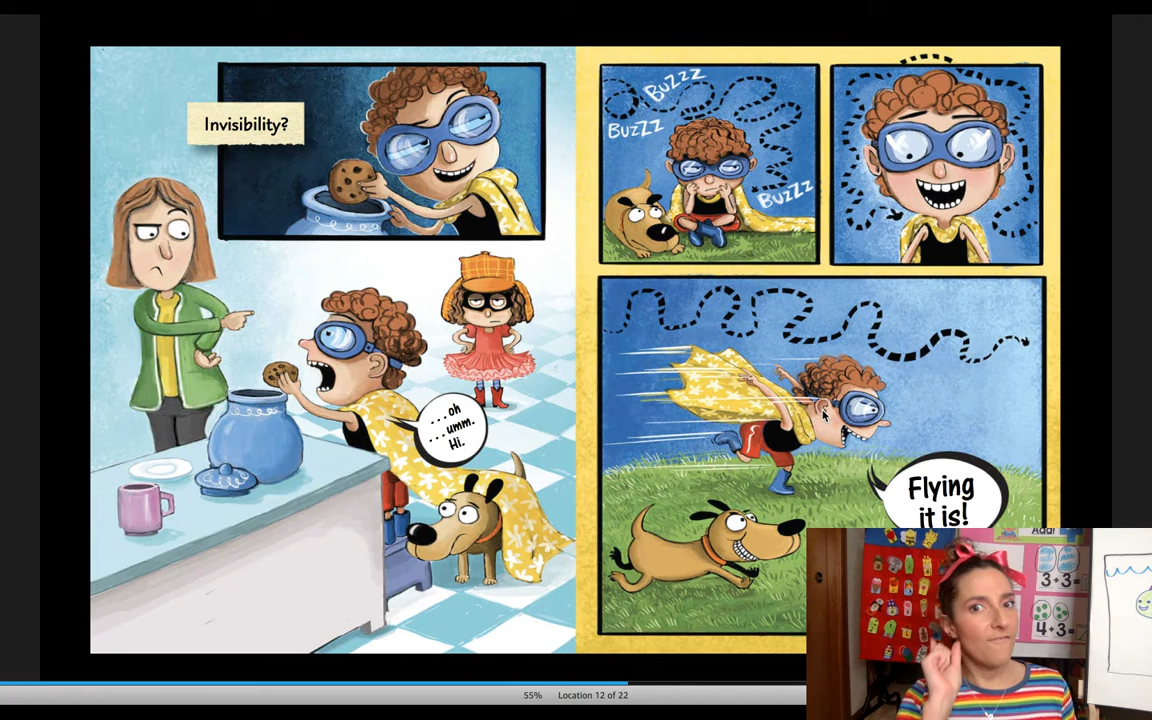 Invisibility?
...oh
...umm.
Hi.
BUZZZ
BUZZZ
BUZZZ
Flying
it is!
Add!
3+3=
4+3=
55% Location 12 of 22